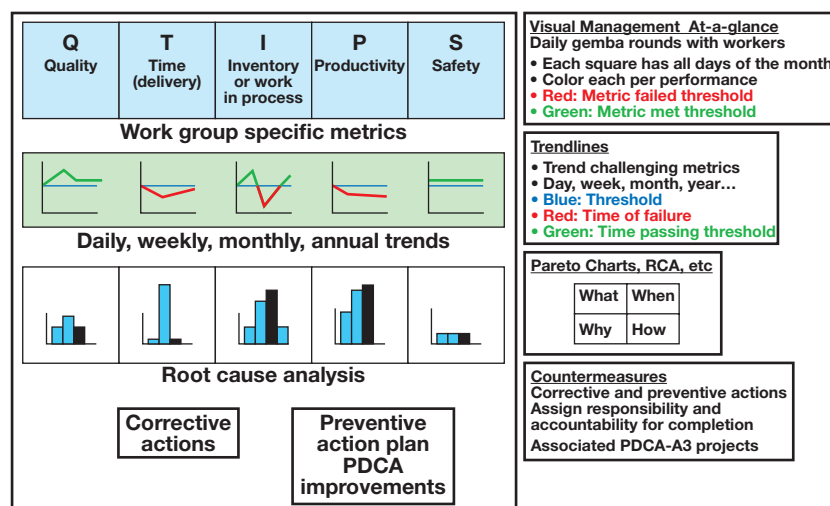 Q
Quality
T
Time
(delivery)
I
Inventory
or work
in process
P
Productivity
S
Safety
Work group specific metrics
Daily, weekly, monthly, annual trends
Root cause analysis
Corrective
actions
Preventive
action plan
PDCA
improvements
Visual Management At-a-glance
Daily gemba rounds with workers
• Each square has all days of the month
• Color each per performance
• Red: Metric failed threshold
• Green: Metric met threshold
Trendlines
• Trend challenging metrics
• Day, week, month, year...
• Blue: Threshold
• Red: Time of failure
• Green: Time passing threshold
Pareto Charts, RCA, etc
What When
Why How
Countermeasures
Corrective and preventive actions
Assign responsibility and
accountability for completion
Associated PDCA-A3 projects